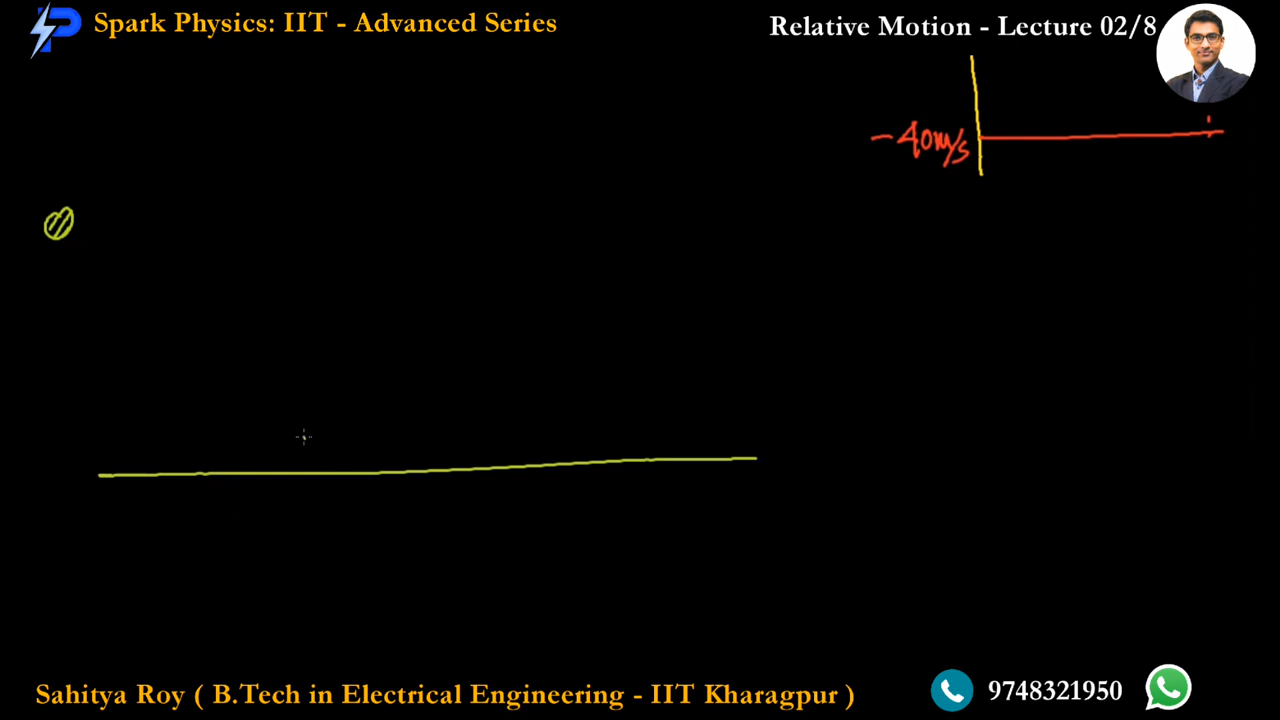 Spark Physics: IIT - Advanced Series
Relative Motion - Lecture 02/8
-40m/s
Sahitya Roy ( B.Tech in Electrical Engineering - IIT Kharagpur )
9748321950